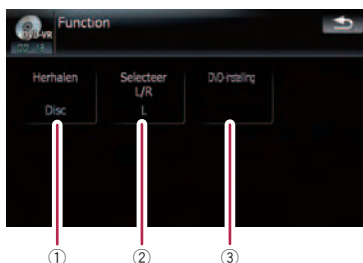 Function
DVD-VR
Herhalen
Disc
Selecteer
L/R
L
DVD-instelling
①
②
③